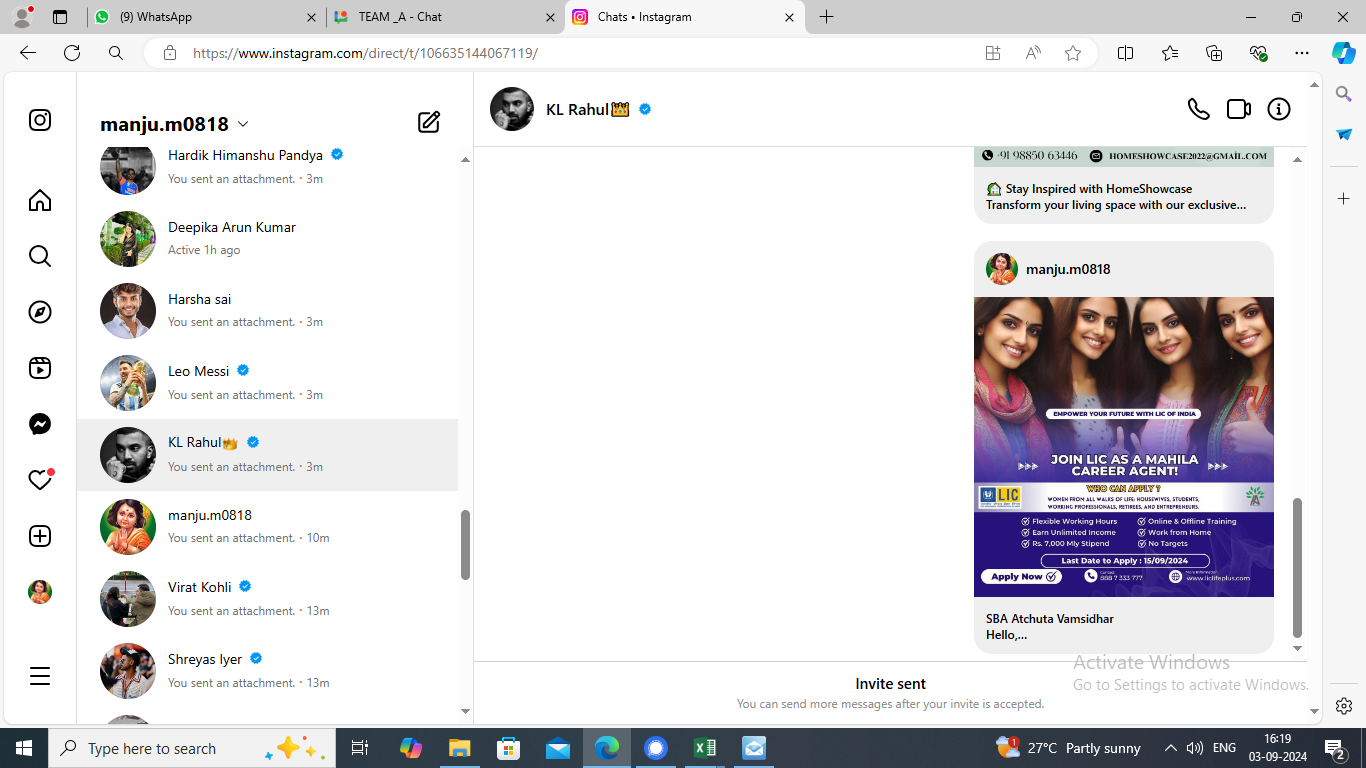 (9) WhatsApp
TEAM _A - Chat
Chats • Instagram
https://www.instagram.com/direct/t/106635144067119/
manju.m0818
Hardik Himanshu Pandya
You sent an attachment. · 3m
Deepika Arun Kumar
Active 1h ago
Harsha sai
You sent an attachment. · 3m
Leo Messi
You sent an attachment. · 3m
KL Rahul👑
You sent an attachment. · 3m
manju.m0818
You sent an attachment. · 10m
Virat Kohli
You sent an attachment. · 13m
Shreyas Iyer
You sent an attachment. · 13m
KL Rahul👑
+91 98850 63446 HOMESHOWCASE2022@GMAIL.COM
🏡 Stay Inspired with HomeShowcase
Transform your living space with our exclusive...
manju.m0818
EMPOWER YOUR FUTURE WITH LIC OF INDIA
JOIN LIC AS A MAHILA
CAREER AGENT!
WHO CAN APPLY ?
LIC
WOMEN FROM ALL WALKS OF LIFE: HOUSEWIVES, STUDENTS,
WORKING PROFESSIONALS, RETIREES, AND ENTREPRENEURS.
Flexible Working Hours
Online & Offline Training
Earn Unlimited Income
Work from Home
Rs. 7,000 Mly Stipend
No Targets
Last Date to Apply : 15/09/2024
Apply Now
Contact
888 7 333 777
More Information
www.liclifeplus.com
SBA Atchuta Vamsidhar
Hello,...
Invite sent
You can send more messages after your invite is accepted.
Activate Windows
Go to Settings to activate Windows.
Type here to search
1
27°C Partly sunny
ENG
16:19
03-09-2024
2